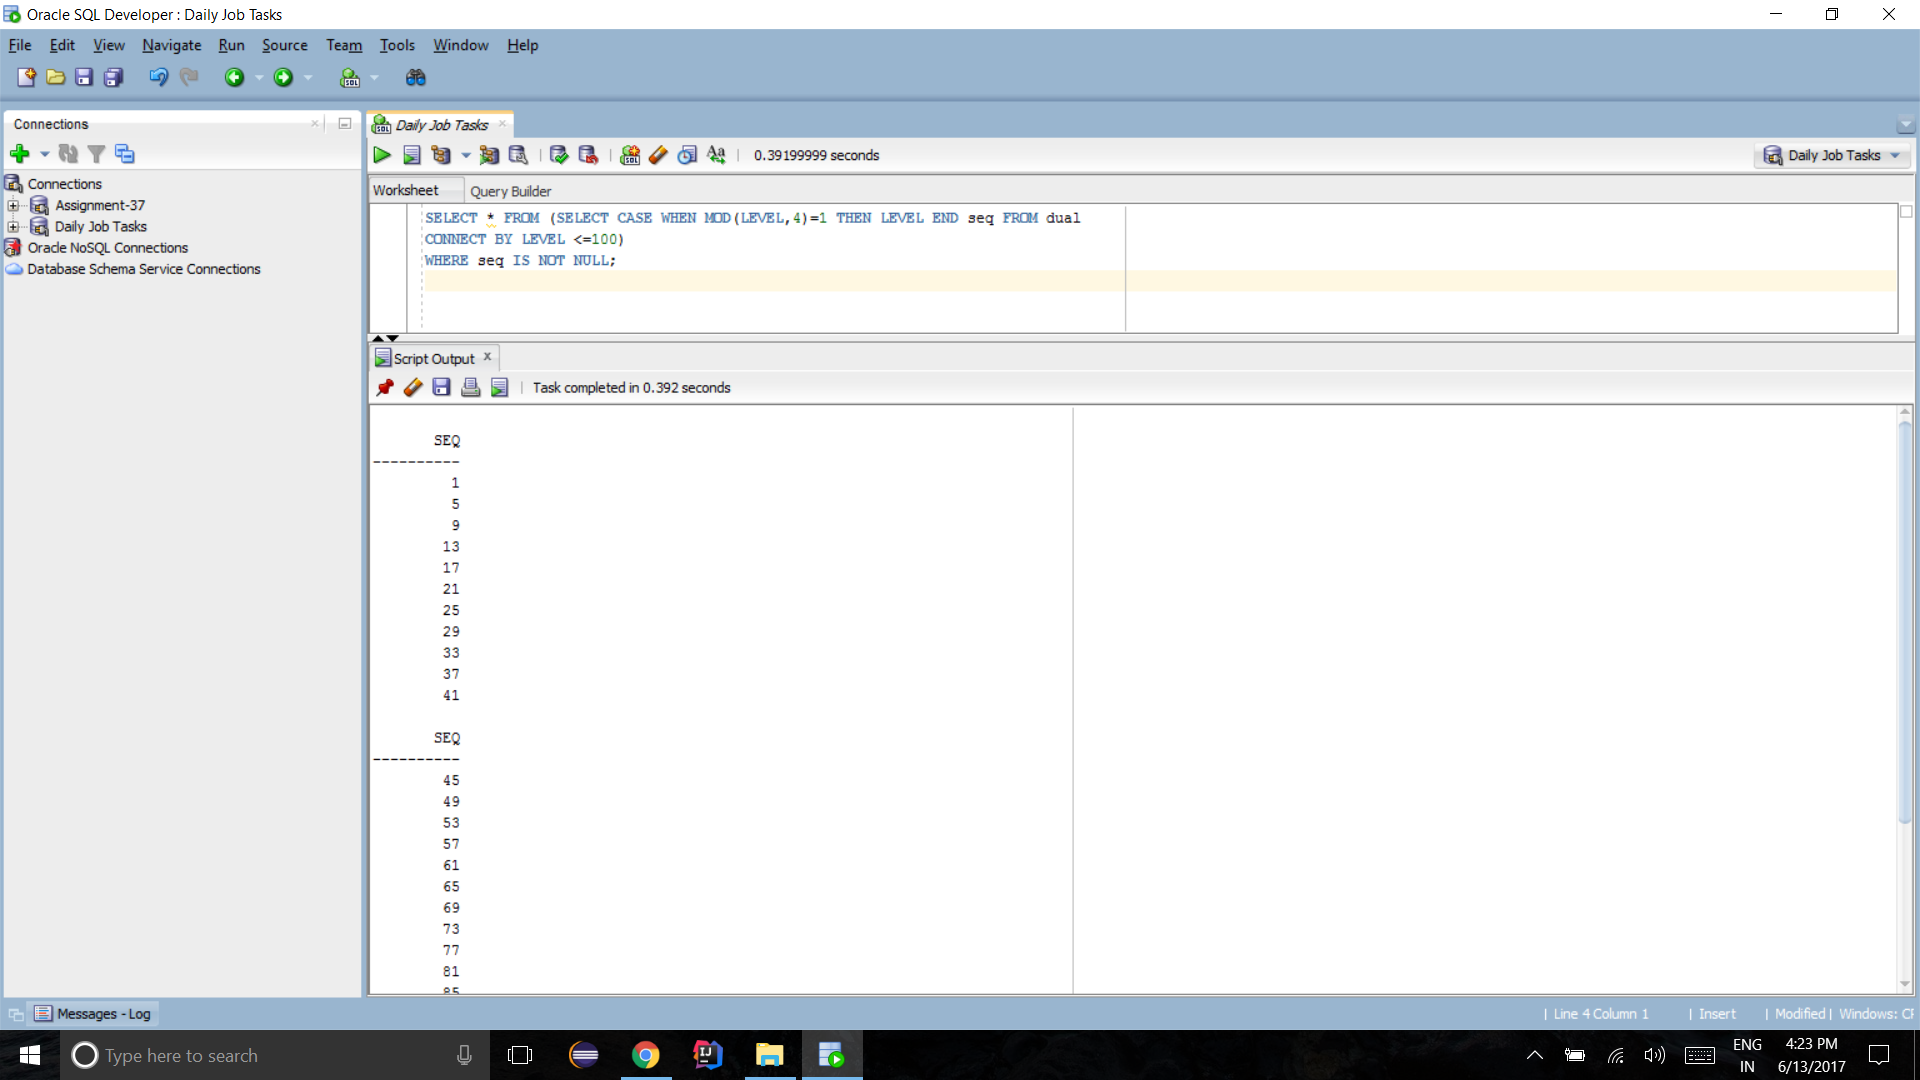 Oracle SQL Developer : Daily Job Tasks
File Edit View Navigate Run Source Team Tools Window Help
Connections
Daily Job Tasks
0.39199999 seconds
Daily Job Tasks
Connections
Assignment-37
Daily Job Tasks
Oracle NoSQL Connections
Database Schema Service Connections
Worksheet Query Builder
SELECT * FROM (SELECT CASE WHEN MOD(LEVEL,4)=1 THEN LEVEL END seq FROM dual
CONNECT BY LEVEL <=100)
WHERE seq IS NOT NULL;
Script Output
Task completed in 0.392 seconds
SEQ
----------
1
5
9
13
17
21
25
29
33
37
41
SEQ
----------
45
49
53
57
61
65
69
73
77
81
85
Messages - Log
| Line 4 Column 1 | Insert | Modified | Windows:
Type here to search
ENG
IN
4:23 PM
6/13/2017